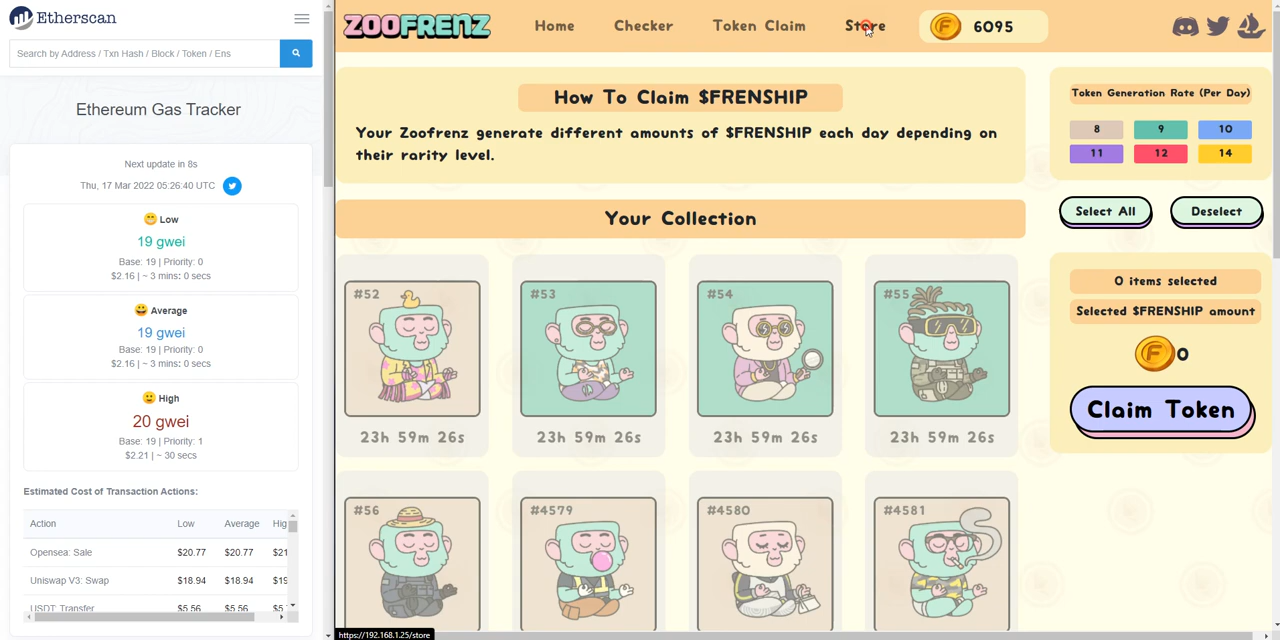 Etherscan
Search by Address / Txn Hash / Block / Token / Ens
Ethereum Gas Tracker
Next update in 8s
Thu, 17 Mar 2022 05:26:40 UTC
Low
19 gwei
Base: 19 | Priority: 0
$2.16 | ~ 3 mins: 0 secs
Average
19 gwei
Base: 19 | Priority: 0
$2.16 | ~ 3 mins: 0 secs
High
20 gwei
Base: 19 | Priority: 1
$2.21 | ~ 30 secs
Estimated Cost of Transaction Actions:
Action Low Average Hig
Opensea: Sale $20.77 $20.77 $21
Uniswap V3: Swap $18.94 $18.94 $19
USDT: Transfer $5.56 $5.56 $5.
ZOOFRENZ
Home Checker Token Claim Store 6095
How To Claim $FRENSHIP
Your Zoofrenz generate different amounts of $FRENSHIP each day depending on
their rarity level.
Your Collection
#52 #53 #54 #55
23h 59m 26s 23h 59m 26s 23h 59m 26s 23h 59m 26s
#56 #4579 #4580 #4581
Token Generation Rate (Per Day)
8 9 10
11 12 14
Select All Deselect
0 items selected
Selected $FRENSHIP amount
F 0
Claim Token
https://192.168.1.25/store